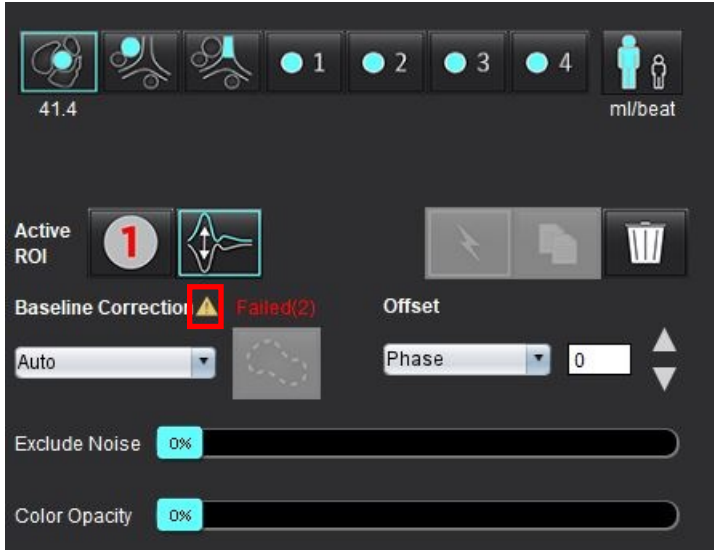 1 2 3 4
41.4 ml/beat
Active
ROI
1
Baseline Correction Failed(2) Offset
Auto Phase 0
Exclude Noise 0%
Color Opacity 0%